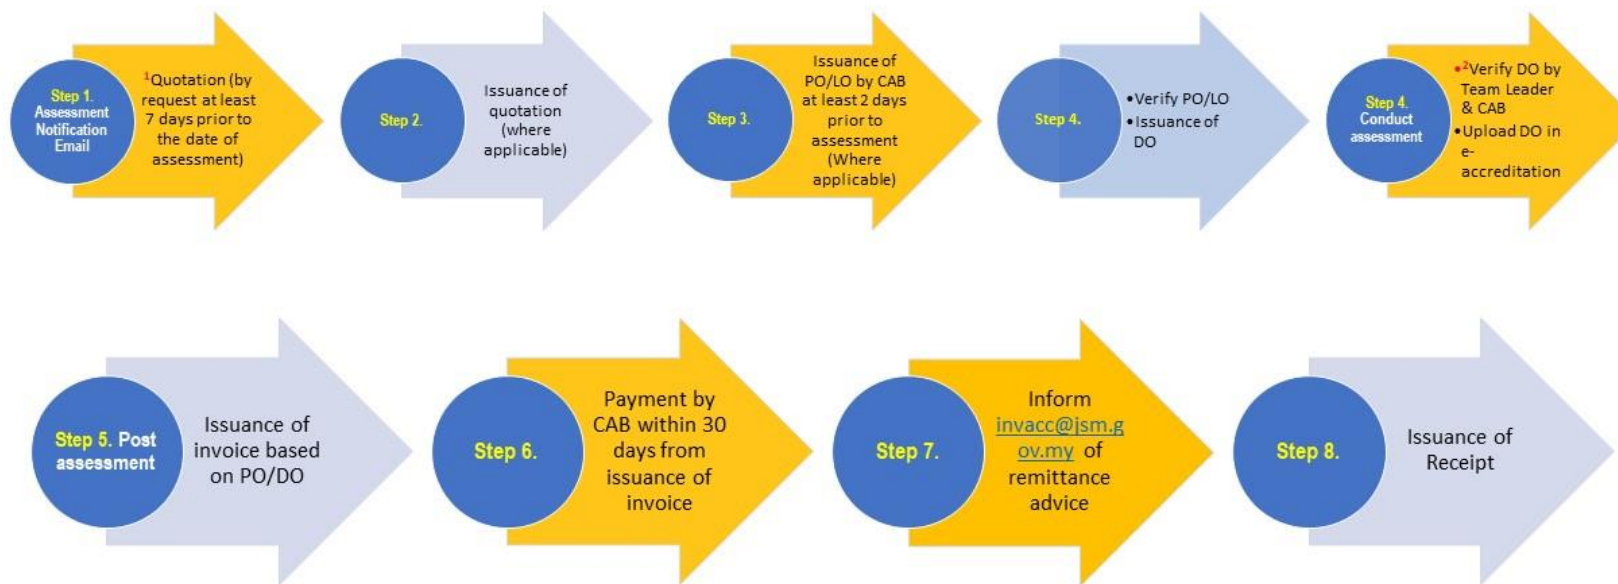 Step 1.
Assessment
Notification
Email
¹Quotation (by
request at least
7 days prior to
the date of
assessment)
Step 2.
Issuance of
quotation
(where
applicable)
Step 3.
Issuance of
PO/LO by CAB
at least 2 days
prior to
assessment
(Where
applicable)
Step 4.
•Verify PO/LO
•Issuance of
DO
Step 4.
Conduct
assessment
•²Verify DO by
Team Leader
& CAB
•Upload DO in
e-
accreditation
Step 5. Post
assessment
Issuance of
invoice based
on PO/DO
Step 6.
Payment by
CAB within 30
days from
issuance of
invoice
Step 7.
Inform
invacc@jsm.g
ov.my of
remittance
advice
Step 8.
Issuance of
Receipt